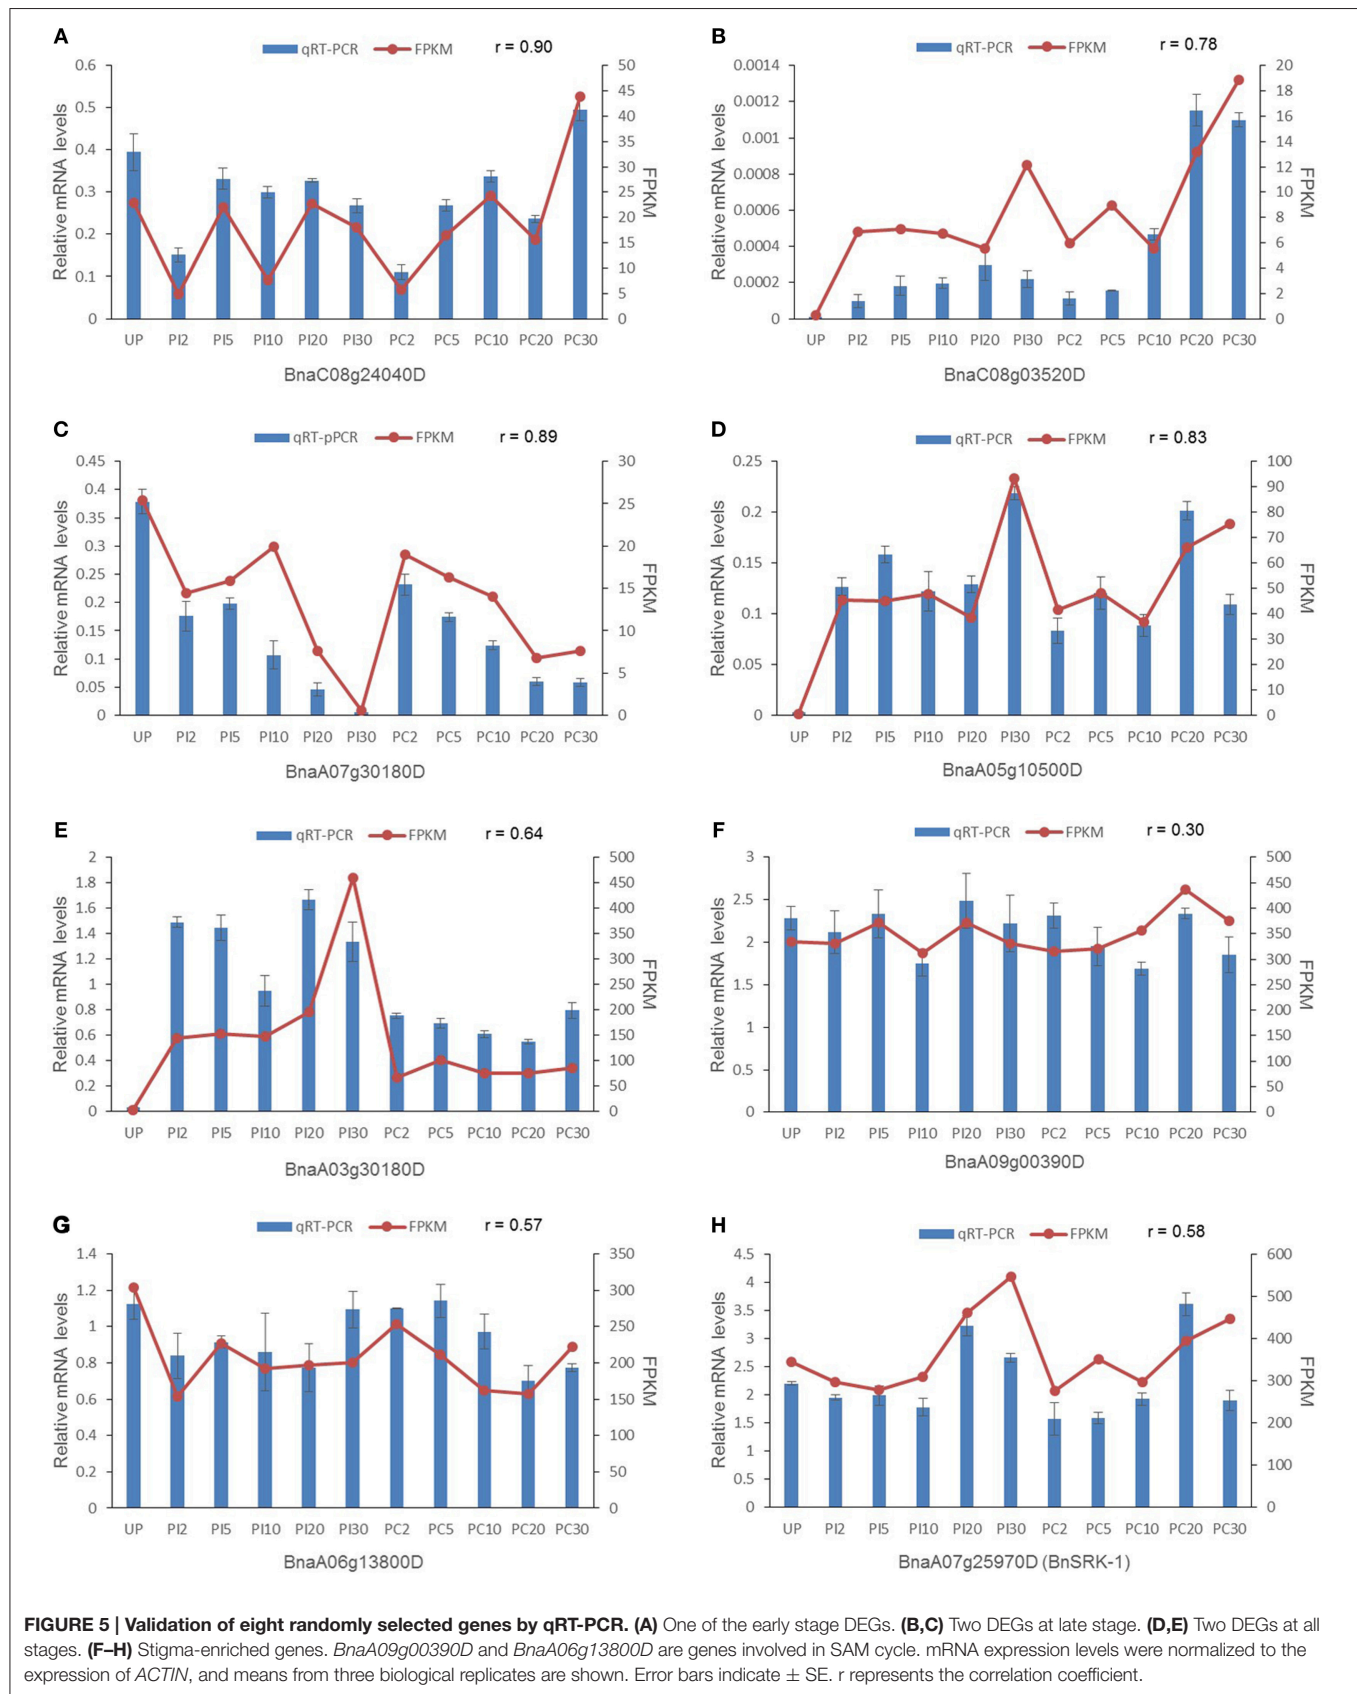 A
qRT-PCR FPKM r = 0.90
Relative mRNA levels
0.6
0.5
0.4
0.3
0.2
0.1
0
50
45
40
35
30
25
20
15
10
5
0
FPKM
UP PI2 PI5 PI10 PI20 PI30 PC2 PC5 PC10 PC20 PC30
BnaC08g24040D
B
qRT-PCR FPKM r = 0.78
Relative mRNA levels
0.0014
0.0012
0.001
0.0008
0.0006
0.0004
0.0002
0
20
18
16
14
12
10
8
6
4
2
0
FPKM
UP PI2 PI5 PI10 PI20 PI30 PC2 PC5 PC10 PC20 PC30
BnaC08g03520D
C
qRT-pPCR FPKM r = 0.89
Relative mRNA levels
0.45
0.4
0.35
0.3
0.25
0.2
0.15
0.1
0.05
0
30
25
20
15
10
5
0
FPKM
UP PI2 PI5 PI10 PI20 PI30 PC2 PC5 PC10 PC20 PC30
BnaA07g30180D
D
qRT-PCR FPKM r = 0.83
Relative mRNA levels
0.25
0.2
0.15
0.1
0.05
0
100
90
80
70
60
50
40
30
20
10
0
FPKM
UP PI2 PI5 PI10 PI20 PI30 PC2 PC5 PC10 PC20 PC30
BnaA05g10500D
E
qRT-PCR FPKM r = 0.64
Relative mRNA levels
2
1.8
1.6
1.4
1.2
1
0.8
0.6
0.4
0.2
0
500
450
400
350
300
250
200
150
100
50
0
FPKM
UP PI2 PI5 PI10 PI20 PI30 PC2 PC5 PC10 PC20 PC30
BnaA03g30180D
F
qRT-PCR FPKM r = 0.30
Relative mRNA levels
3
2.5
2
1.5
1
0.5
0
500
450
400
350
300
250
200
150
100
50
0
FPKM
UP PI2 PI5 PI10 PI20 PI30 PC2 PC5 PC10 PC20 PC30
BnaA09g00390D
G
qRT-PCR FPKM r = 0.57
Relative mRNA levels
1.4
1.2
1
0.8
0.6
0.4
0.2
0
350
300
250
200
150
100
50
0
FPKM
UP PI2 PI5 PI10 PI20 PI30 PC2 PC5 PC10 PC20 PC30
BnaA06g13800D
H
qRT-PCR FPKM r = 0.58
Relative mRNA levels
4.5
4
3.5
3
2.5
2
1.5
1
0.5
0
600
500
400
300
200
100
0
FPKM
UP PI2 PI5 PI10 PI20 PI30 PC2 PC5 PC10 PC20 PC30
BnaA07g25970D (BnSRK-1)
FIGURE 5 | Validation of eight randomly selected genes by qRT-PCR. (A) One of the early stage DEGs. (B,C) Two DEGs at late stage. (D,E) Two DEGs at all
stages. (F–H) Stigma-enriched genes. BnaA09g00390D and BnaA06g13800D are genes involved in SAM cycle. mRNA expression levels were normalized to the
expression of ACTIN, and means from three biological replicates are shown. Error bars indicate ± SE. r represents the correlation coefficient.